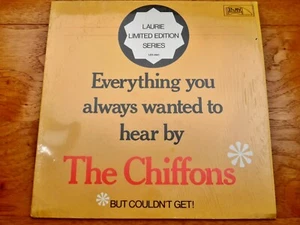 LAURIE
LIMITED EDITION
SERIES
Everything you
always wanted to
hear by
The Chiffons
*BUT COULDN'T GET!